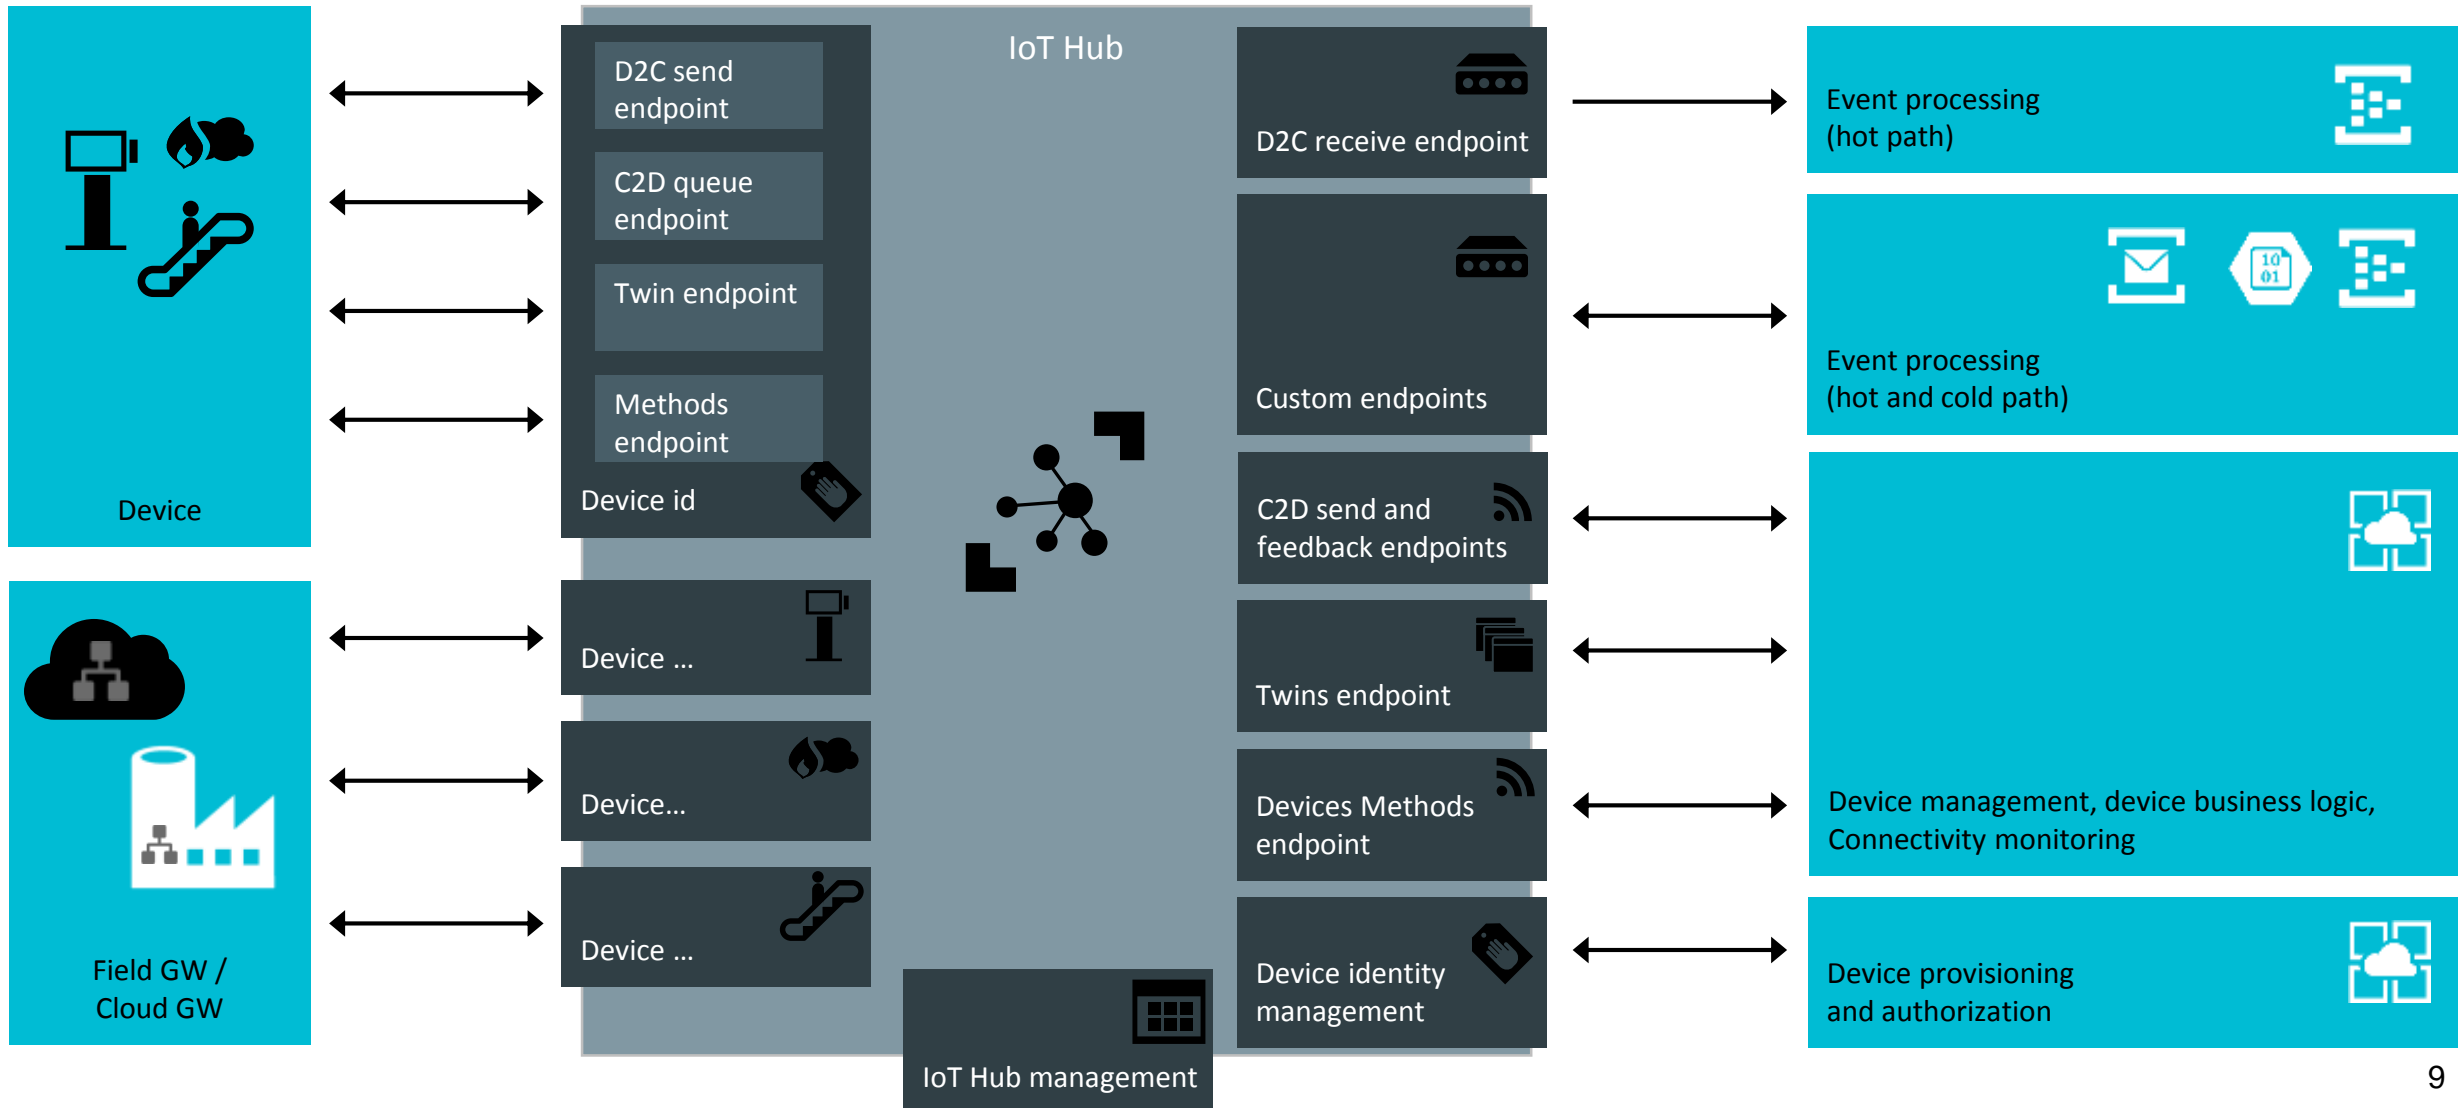 IoT Hub
Device
D2C send
endpoint
C2D queue
endpoint
Twin endpoint
Methods
endpoint
Device id
Field GW /
Cloud GW
Device ...
Device...
Device ...
IoT Hub management
D2C receive endpoint
Custom endpoints
C2D send and
feedback endpoints
Twins endpoint
Devices Methods
endpoint
Device identity
management
Event processing
(hot path)
10
01
Event processing
(hot and cold path)
Device management, device business logic,
Connectivity monitoring
Device provisioning
and authorization
9